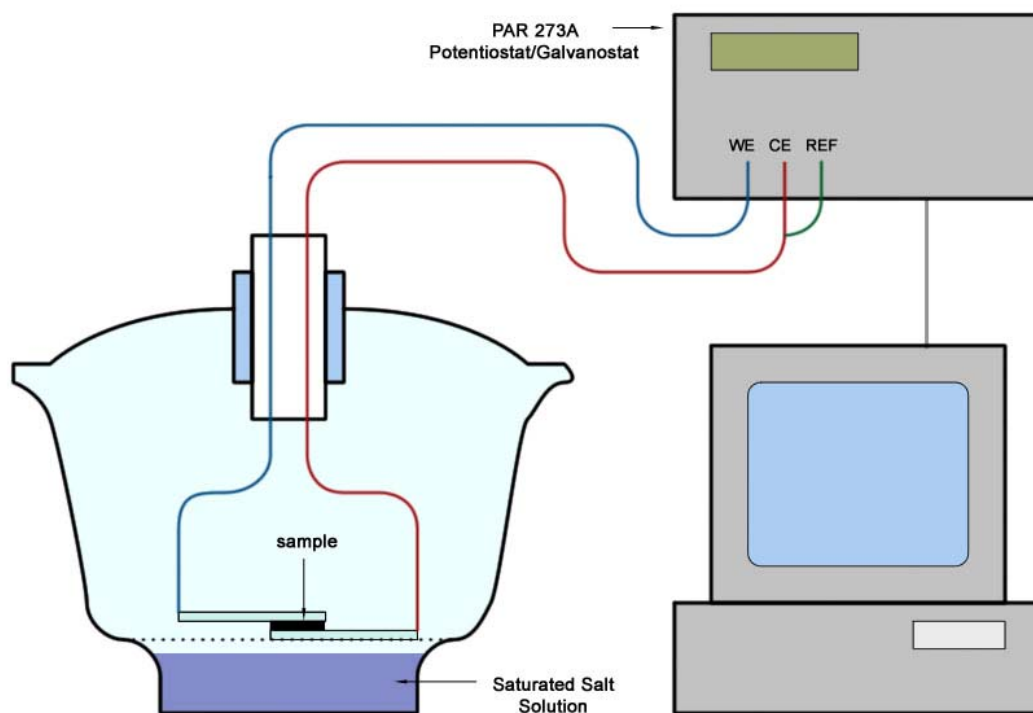 PAR 273A
Potentiostat/Galvanostat
WE CE REF
sample
Saturated Salt
Solution